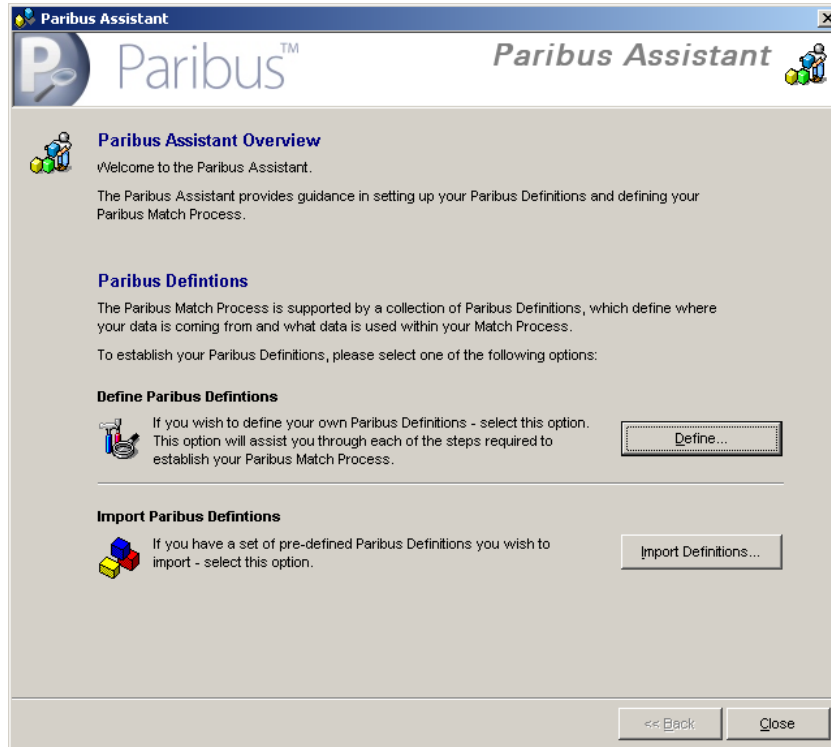 Paribus Assistant
Paribus™
Paribus Assistant
Paribus Assistant Overview
Welcome to the Paribus Assistant.
The Paribus Assistant provides guidance in setting up your Paribus Definitions and defining your
Paribus Match Process.
Paribus Defintions
The Paribus Match Process is supported by a collection of Paribus Definitions, which define where
your data is coming from and what data is used within your Match Process.
To establish your Paribus Definitions, please select one of the following options:
Define Paribus Defintions
If you wish to define your own Paribus Definitions - select this option.
This option will assist you through each of the steps required to
establish your Paribus Match Process.
Define...
Import Paribus Defintions
If you have a set of pre-defined Paribus Definitions you wish to
import - select this option.
Import Definitions...
<< Back
Close